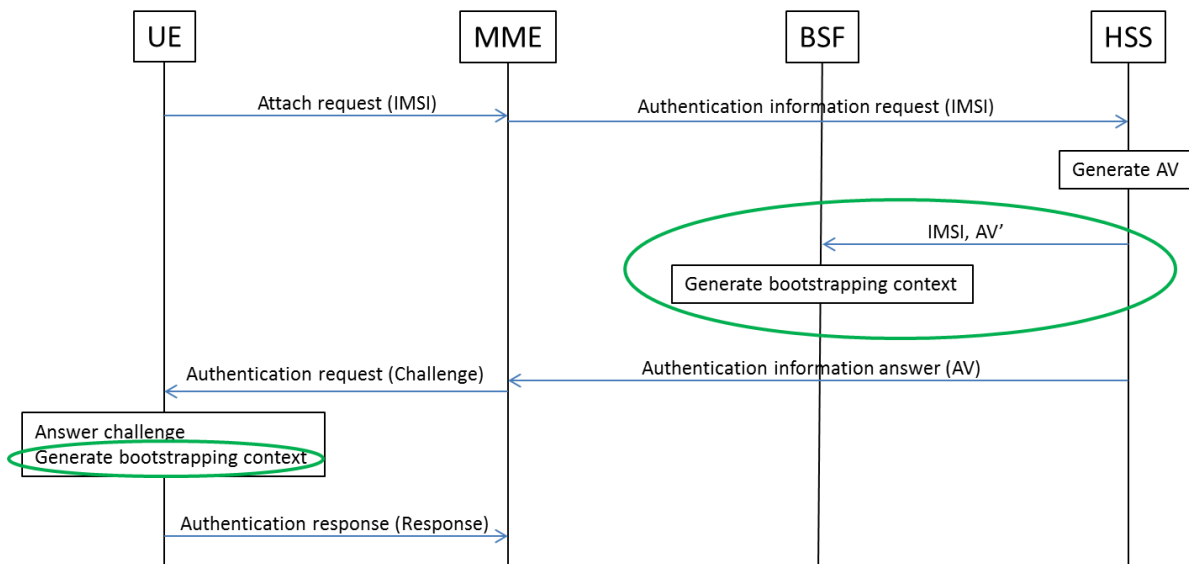 UE
MME
BSF
HSS
Attach request (IMSI)
Authentication information request (IMSI)
Generate AV
IMSI, AV’
Generate bootstrapping context
Authentication information answer (AV)
Authentication request (Challenge)
Answer challenge
Generate bootstrapping context
Authentication response (Response)